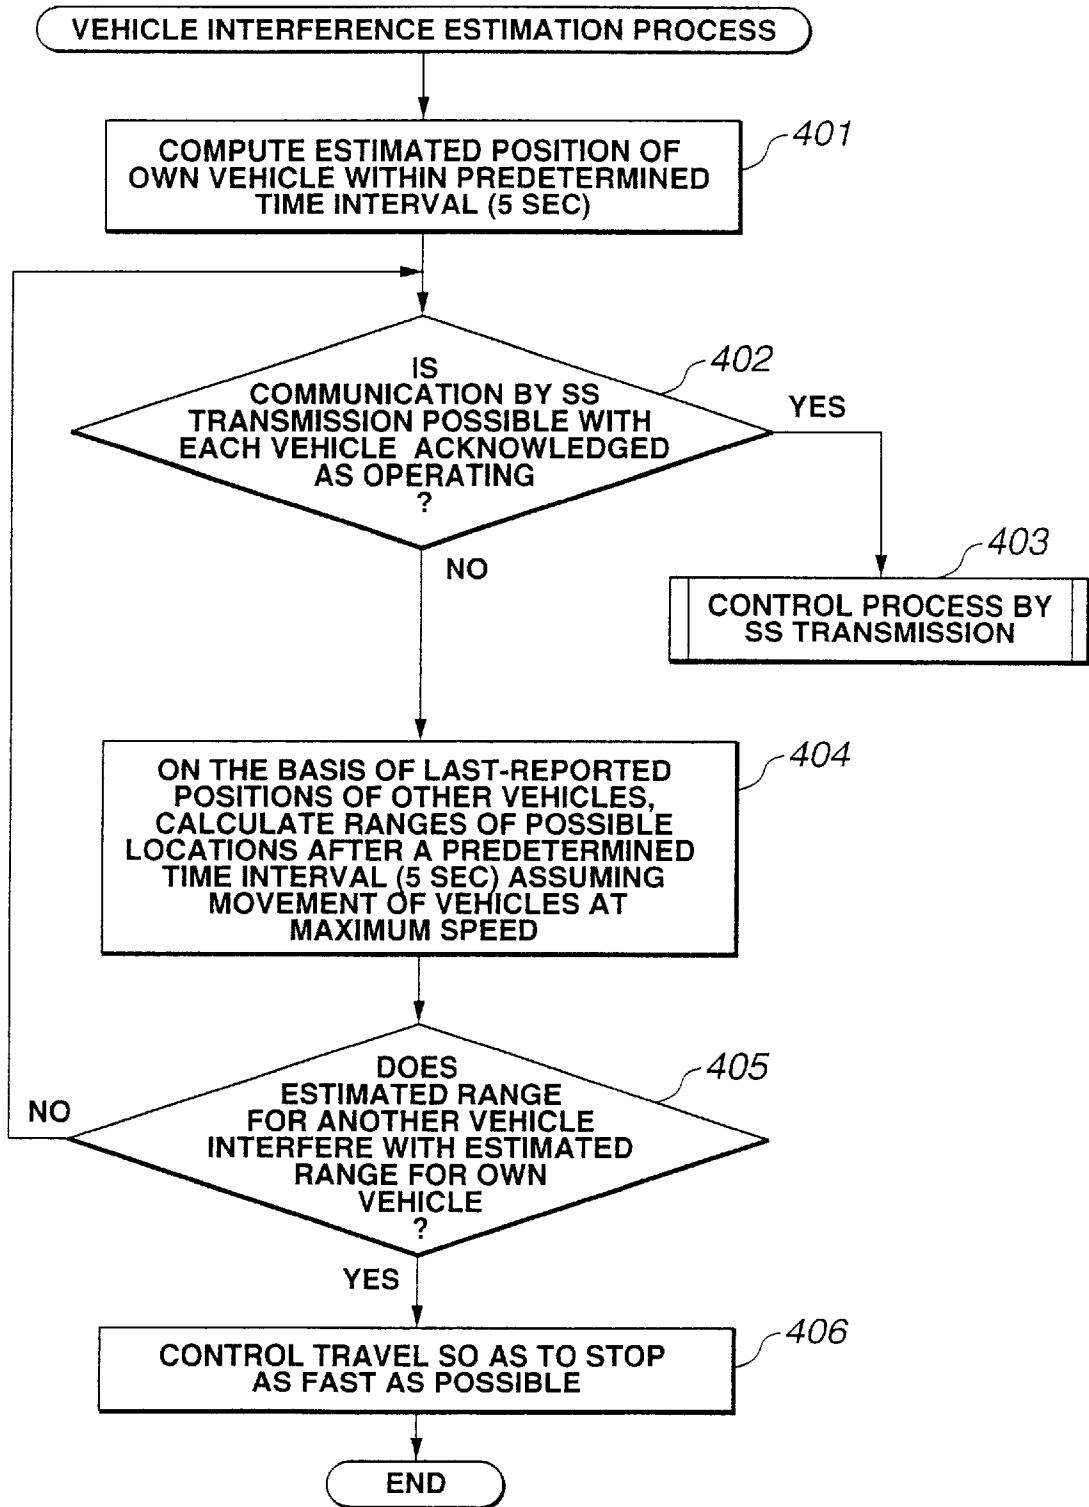 VEHICLE INTERFERENCE ESTIMATION PROCESS
401
COMPUTE ESTIMATED POSITION OF
OWN VEHICLE WITHIN PREDETERMINED
TIME INTERVAL (5 SEC)
402
IS
COMMUNICATION BY SS
TRANSMISSION POSSIBLE WITH
EACH VEHICLE ACKNOWLEDGED
AS OPERATING
?
YES
NO
403
CONTROL PROCESS BY
SS TRANSMISSION
404
ON THE BASIS OF LAST-REPORTED
POSITIONS OF OTHER VEHICLES,
CALCULATE RANGES OF POSSIBLE
LOCATIONS AFTER A PREDETERMINED
TIME INTERVAL (5 SEC) ASSUMING
MOVEMENT OF VEHICLES AT
MAXIMUM SPEED
405
DOES
ESTIMATED RANGE
FOR ANOTHER VEHICLE
INTERFERE WITH ESTIMATED
RANGE FOR OWN
VEHICLE
?
NO
YES
406
CONTROL TRAVEL SO AS TO STOP
AS FAST AS POSSIBLE
END